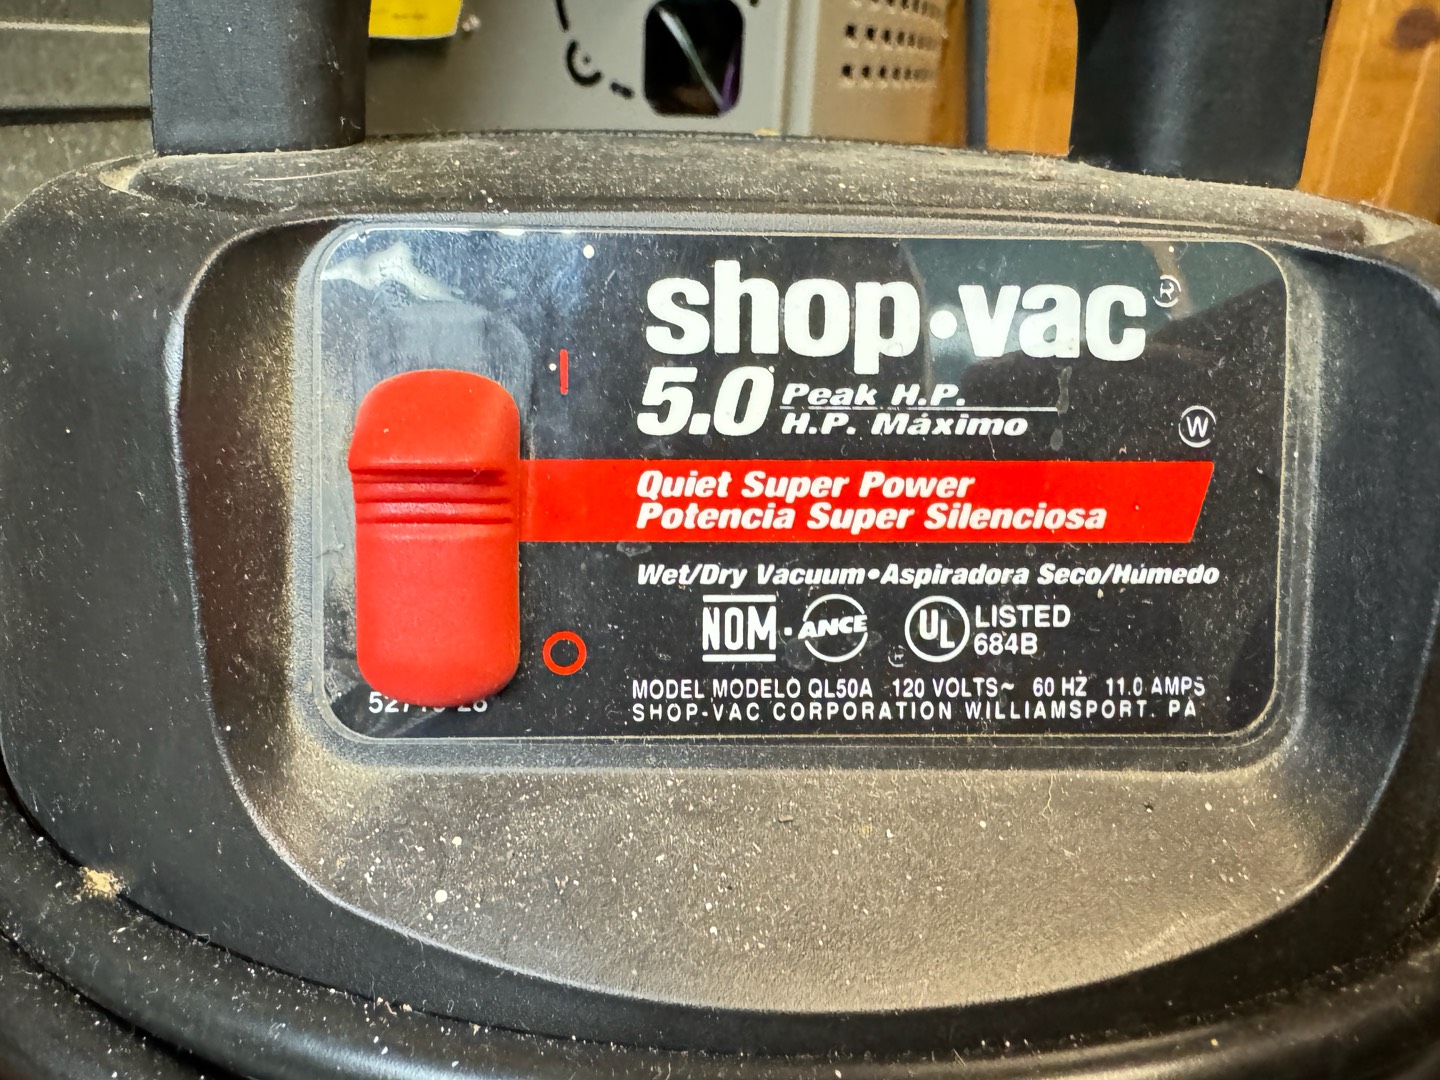 shop·vac®
5.0 Peak H.P.
H.P. Máximo
W
Quiet Super Power
Potencia Super Silenciosa
Wet/Dry Vacuum•Aspiradora Seco/Húmedo
NOM·ANCE UL® LISTED
684B
MODEL MODELO QL50A 120 VOLTS~ 60 HZ 11.0 AMPS
SHOP-VAC CORPORATION WILLIAMSPORT. PA
I
O